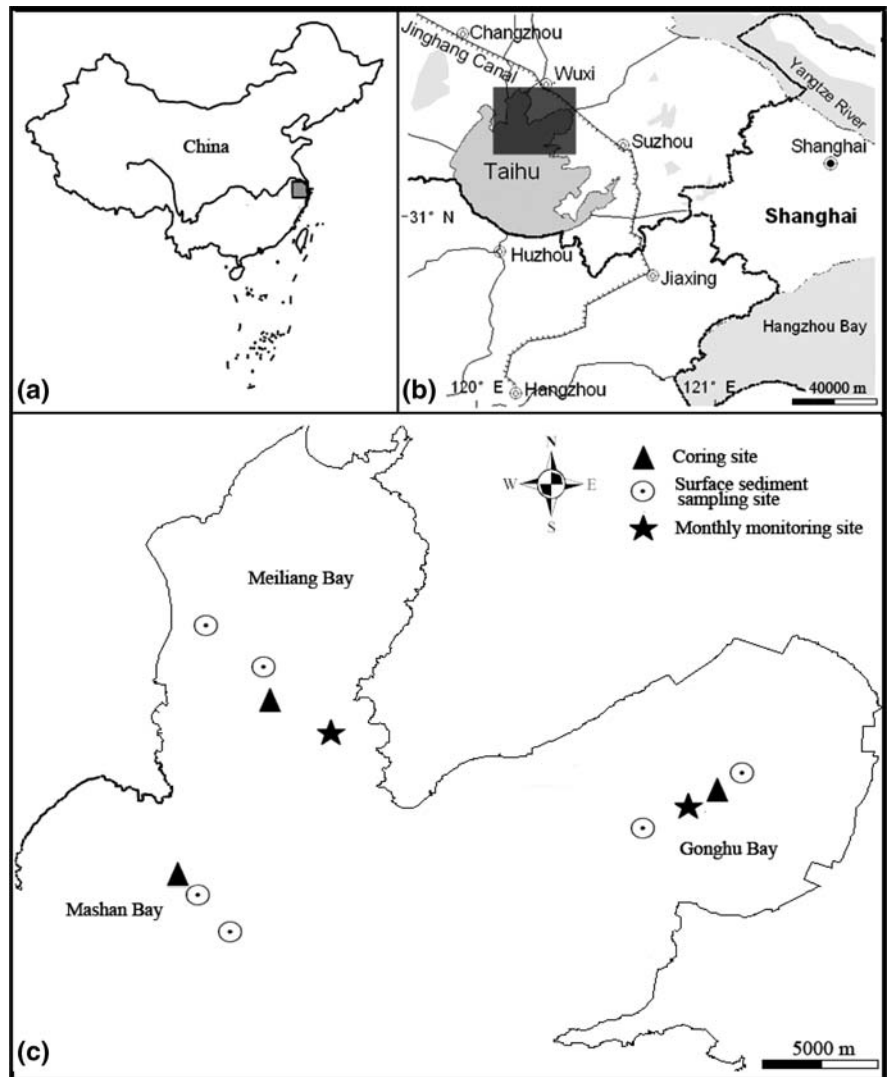 China
(a)
Changzhou
Jinghang Canal
Wuxi
Yangtze River
Suzhou
Shanghai
Taihu
31° N
Shanghai
Huzhou
Jiaxing
Hangzhou Bay
(b)
120° E
Hangzhou
121° E
40000 m
N
W E
S
Coring site
Surface sediment
sampling site
Monthly monitoring site
Meiliang Bay
Gonghu Bay
Mashan Bay
(c)
5000 m